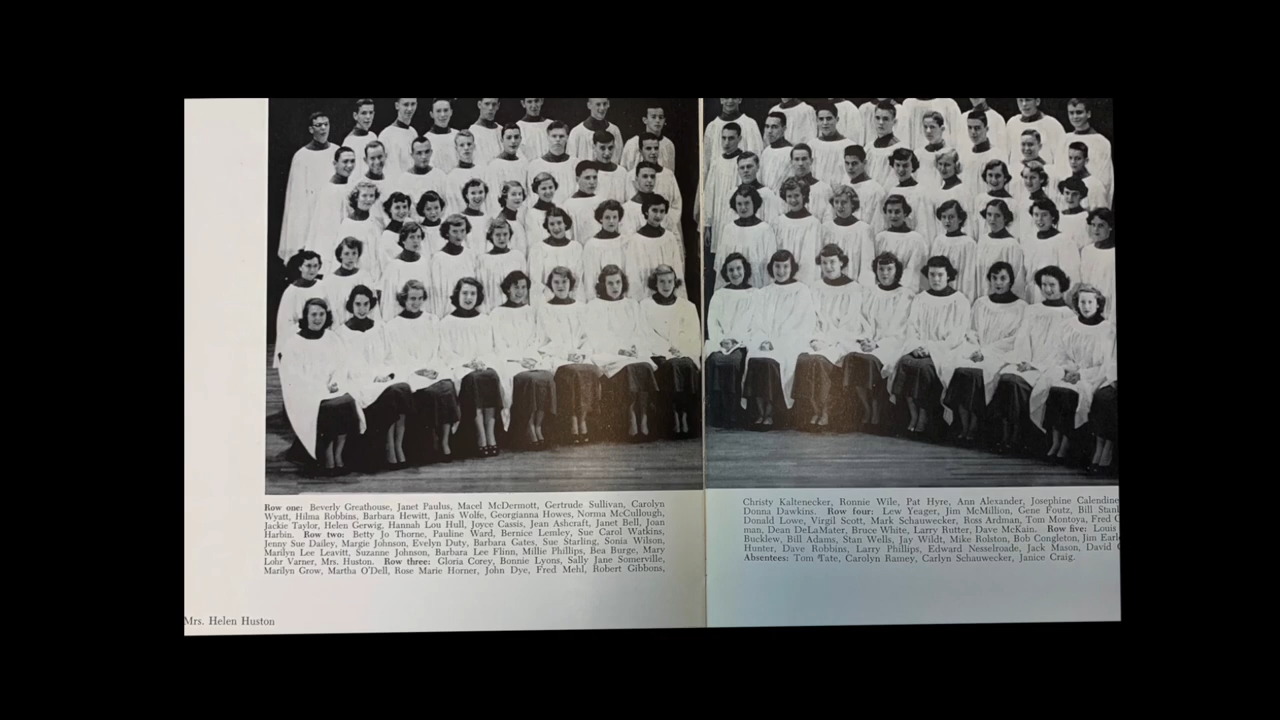 Row one: Beverly Greathouse, Janet Paulus, Macel McDermott, Gertrude Sullivan, Carolyn
Wyatt, Hilma Robbins, Barbara Hewitt, Janis Wolfe, Georgianna Howes, Norma McCullough,
Jackie Taylor, Helen Gerwig, Hannah Lou Hull, Joyce Cassis, Jean Ashcraft, Janet Bell, Joan
Harbin. Row two: Betty Jo Thorne, Pauline Ward, Bernice Lemley, Sue Carol Watkins,
Jenny Sue Dailey, Margie Johnson, Evelyn Duty, Barbara Gates, Sue Starling, Sonia Wilson,
Marilyn Lee Leavitt, Suzanne Johnson, Barbara Lee Flinn, Millie Phillips, Bea Burge, Mary
Lohr Varner, Mrs. Huston. Row three: Gloria Corey, Bonnie Lyons, Sally Jane Somerville,
Marilyn Grow, Martha O'Dell, Rose Marie Horner, John Dye, Fred Mehl, Robert Gibbons,
Mrs. Helen Huston
Christy Kaltenecker, Ronnie Wile, Pat Hyre, Ann Alexander, Josephine Calendine
Donna Dawkins. Row four: Lew Yeager, Jim McMillion, Gene Foutz, Bill
Donald Lowe, Virgil Scott, Mark Schauwecker, Ross Ardman, Tom Montoya, Fred
man, Dean DeLaMater, Bruce White, Larry Rutter, Dave McKain. Row five: Louis
Bucklew, Bill Adams, Stan Wells, Jay Wildt, Mike Rolston, Bob Congleton, Jim
Hunter, Dave Robbins, Larry Phillips, Edward Nesselroade, Jack Mason, David
Absentees: Tom Tate, Carolyn Ramey, Carlyn Schauwecker, Janice Craig.